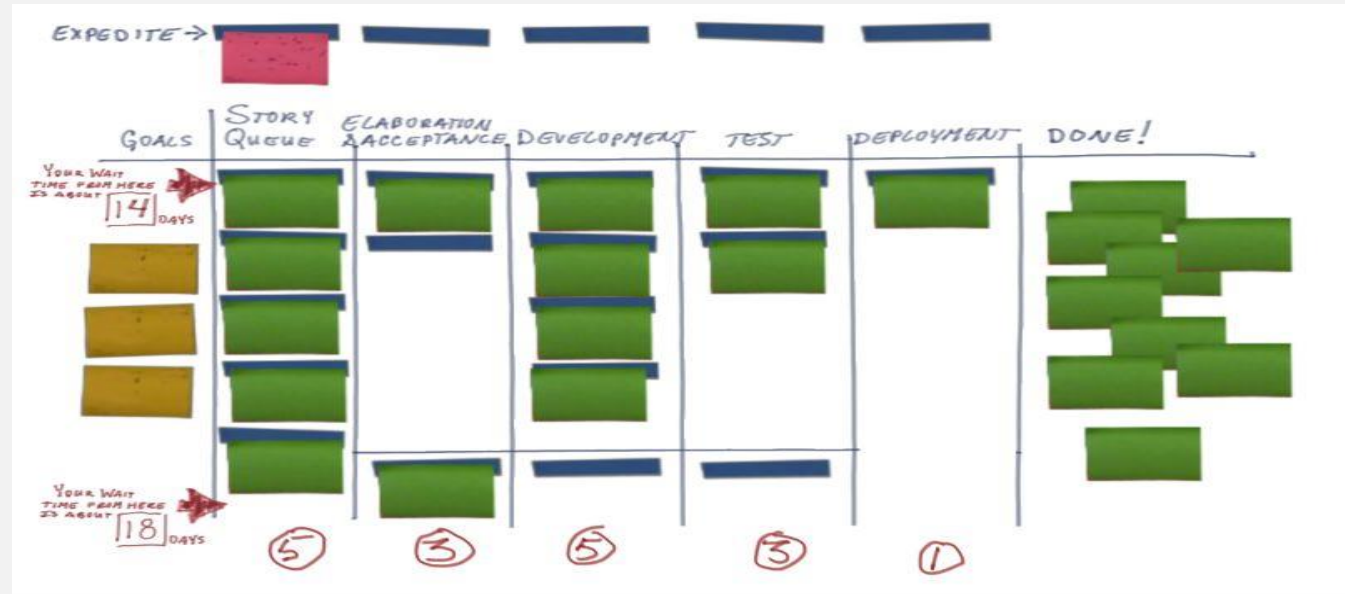 EXPEDITE →
GOALS
STORY
QUEUE
ELABORATION
& ACCEPTANCE
DEVELOPMENT
TEST
DEPLOYMENT
DONE!
YOUR WAIT
TIME FROM HERE
IS ABOUT
14 DAYS
YOUR WAIT
TIME FROM HERE
IS ABOUT
18 DAYS
5
3
5
3
1